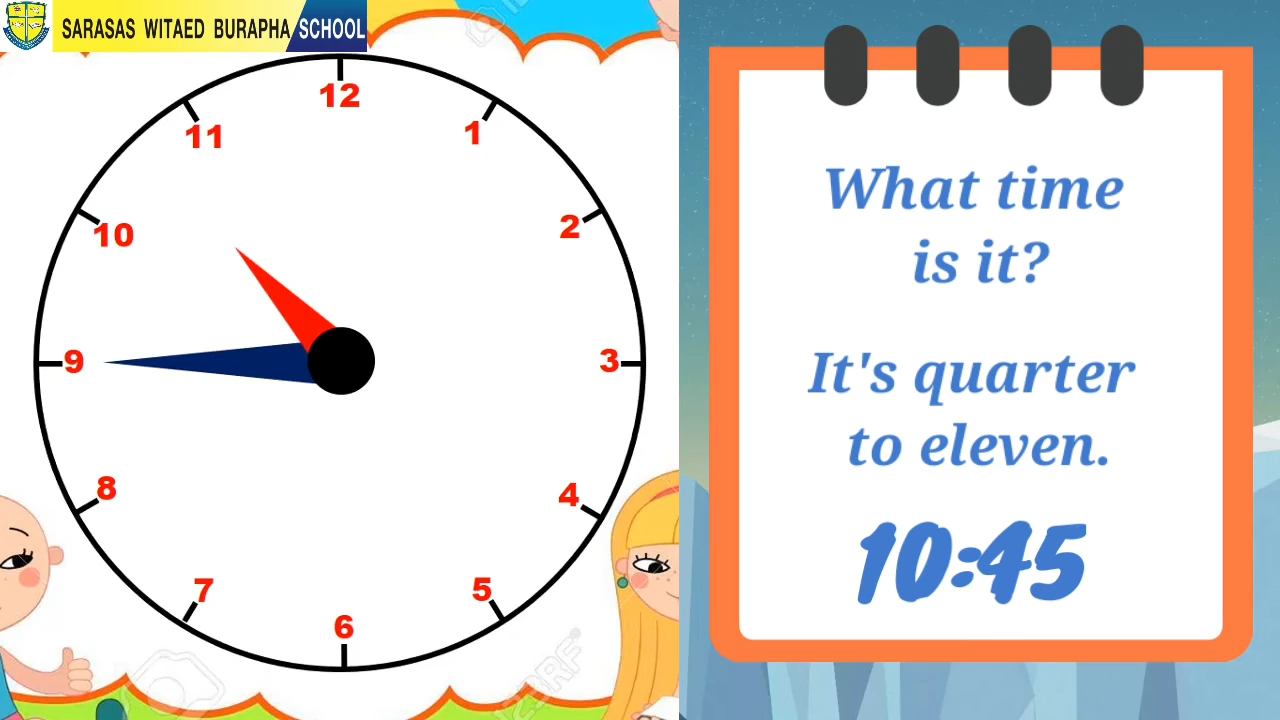 SARASAS WITAED BURAPHA SCHOOL
12
11
1
10
2
9
3
8
4
7
5
6
What time
is it?
It's quarter
to eleven.
10:45
123RF